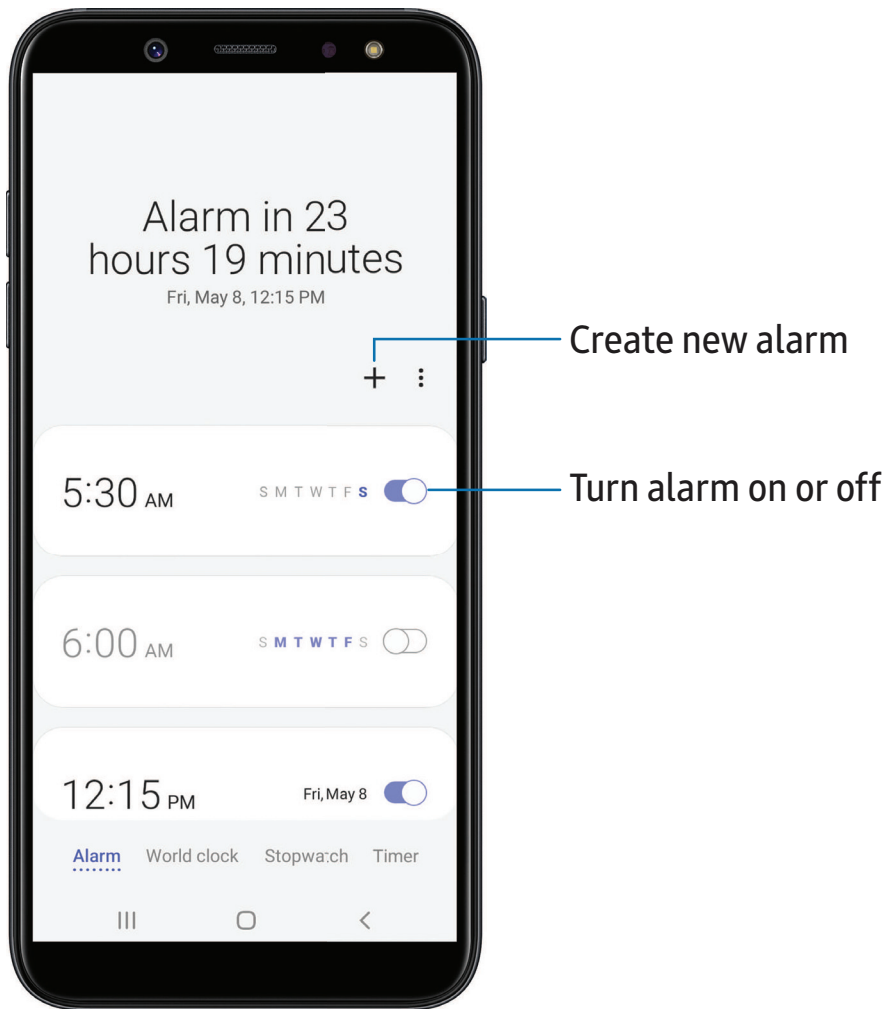 Alarm in 23
hours 19 minutes
Fri, May 8, 12:15 PM
Create new alarm
5:30 AM S M T W T F S
Turn alarm on or off
6:00 AM S M T W T F S
12:15 PM Fri, May 8
Alarm World clock Stopwatch Timer